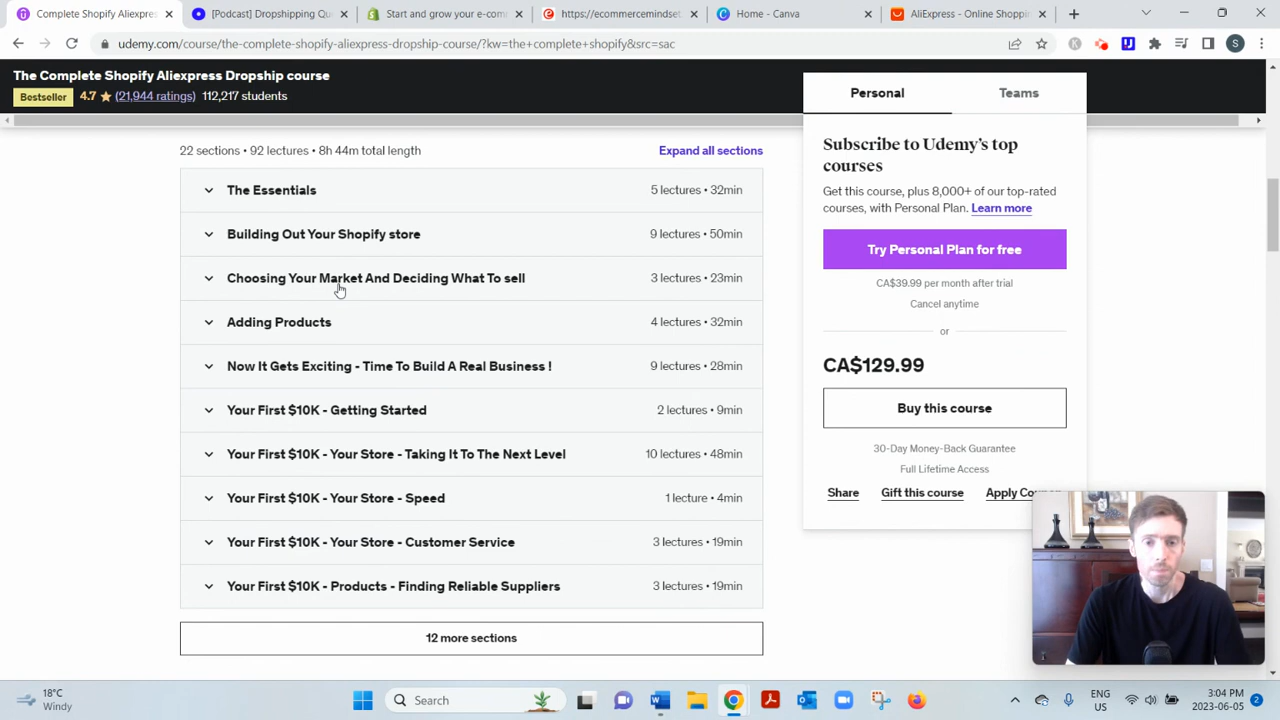 Complete Shopify Aliexpress
[Podcast] Dropshipping Qu
Start and grow your e-com
https://ecommercemindset.
Home - Canva
AliExpress - Online Shoppin
udemy.com/course/the-complete-shopify-aliexpress-dropship-course/?kw=the+complete+shopify&src=sac
S
The Complete Shopify Aliexpress Dropship course
Bestseller 4.7 ★ (21,944 ratings) 112,217 students
Personal
Teams
Subscribe to Udemy's top
courses
Get this course, plus 8,000+ of our top-rated
courses, with Personal Plan. Learn more
Try Personal Plan for free
CA$39.99 per month after trial
Cancel anytime
or
CA$129.99
Buy this course
30-Day Money-Back Guarantee
Full Lifetime Access
Share
Gift this course
Apply Co
22 sections • 92 lectures • 8h 44m total length
Expand all sections
The Essentials 5 lectures • 32min
Building Out Your Shopify store 9 lectures • 50min
Choosing Your Market And Deciding What To sell 3 lectures • 23min
Adding Products 4 lectures • 32min
Now It Gets Exciting - Time To Build A Real Business ! 9 lectures • 28min
Your First $10K - Getting Started 2 lectures • 9min
Your First $10K - Your Store - Taking It To The Next Level 10 lectures • 48min
Your First $10K - Your Store - Speed 1 lecture • 4min
Your First $10K - Your Store - Customer Service 3 lectures • 19min
Your First $10K - Products - Finding Reliable Suppliers 3 lectures • 19min
12 more sections
18°C
Windy
Search
ENG
US
3:04 PM
2023-06-05
2